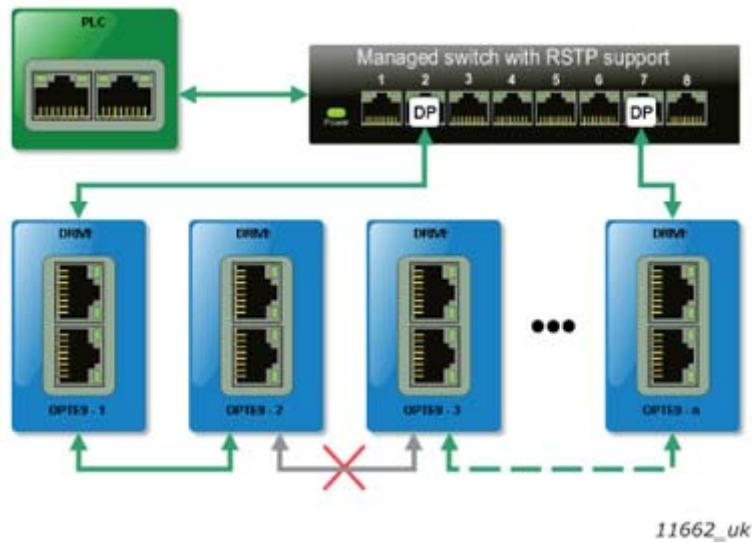 PLC
Managed switch with RSTP support
1 2 3 4 5 6 7 8
Power
DP DP
DRIVE DRIVE DRIVE DRIVE
OPTE9 - 1 OPTE9 - 2 OPTE9 - 3 OPTE9 - n
11662_uk